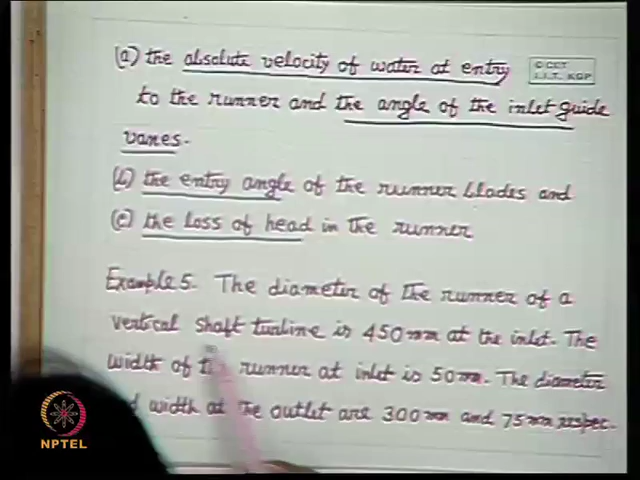 (a) the absolute velocity of water at entry
© CET
I.I.T. KGP
to the runner and the angle of the inlet guide
vanes.
(b) the entry angle of the runner blades and
(c) the loss of head in the runner
Example 5. The diameter of the runner of a
vertical shaft turbine is 450 mm at the inlet. The
width of the runner at inlet is 50 mm. The diameter
width at the outlet are 300 mm and 75 mm respec.
NPTEL